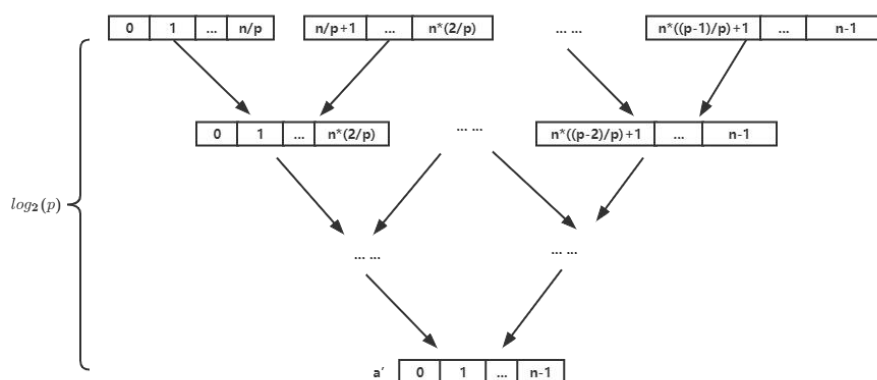 0 1 ... n/p n/p+1 ... n*(2/p) ... ... n*((p-1)/p)+1 ... n-1
0 1 ... n*(2/p) ... ... n*((p-2)/p)+1 ... n-1
log₂(p)
... ... ... ...
a' 0 1 ... n-1